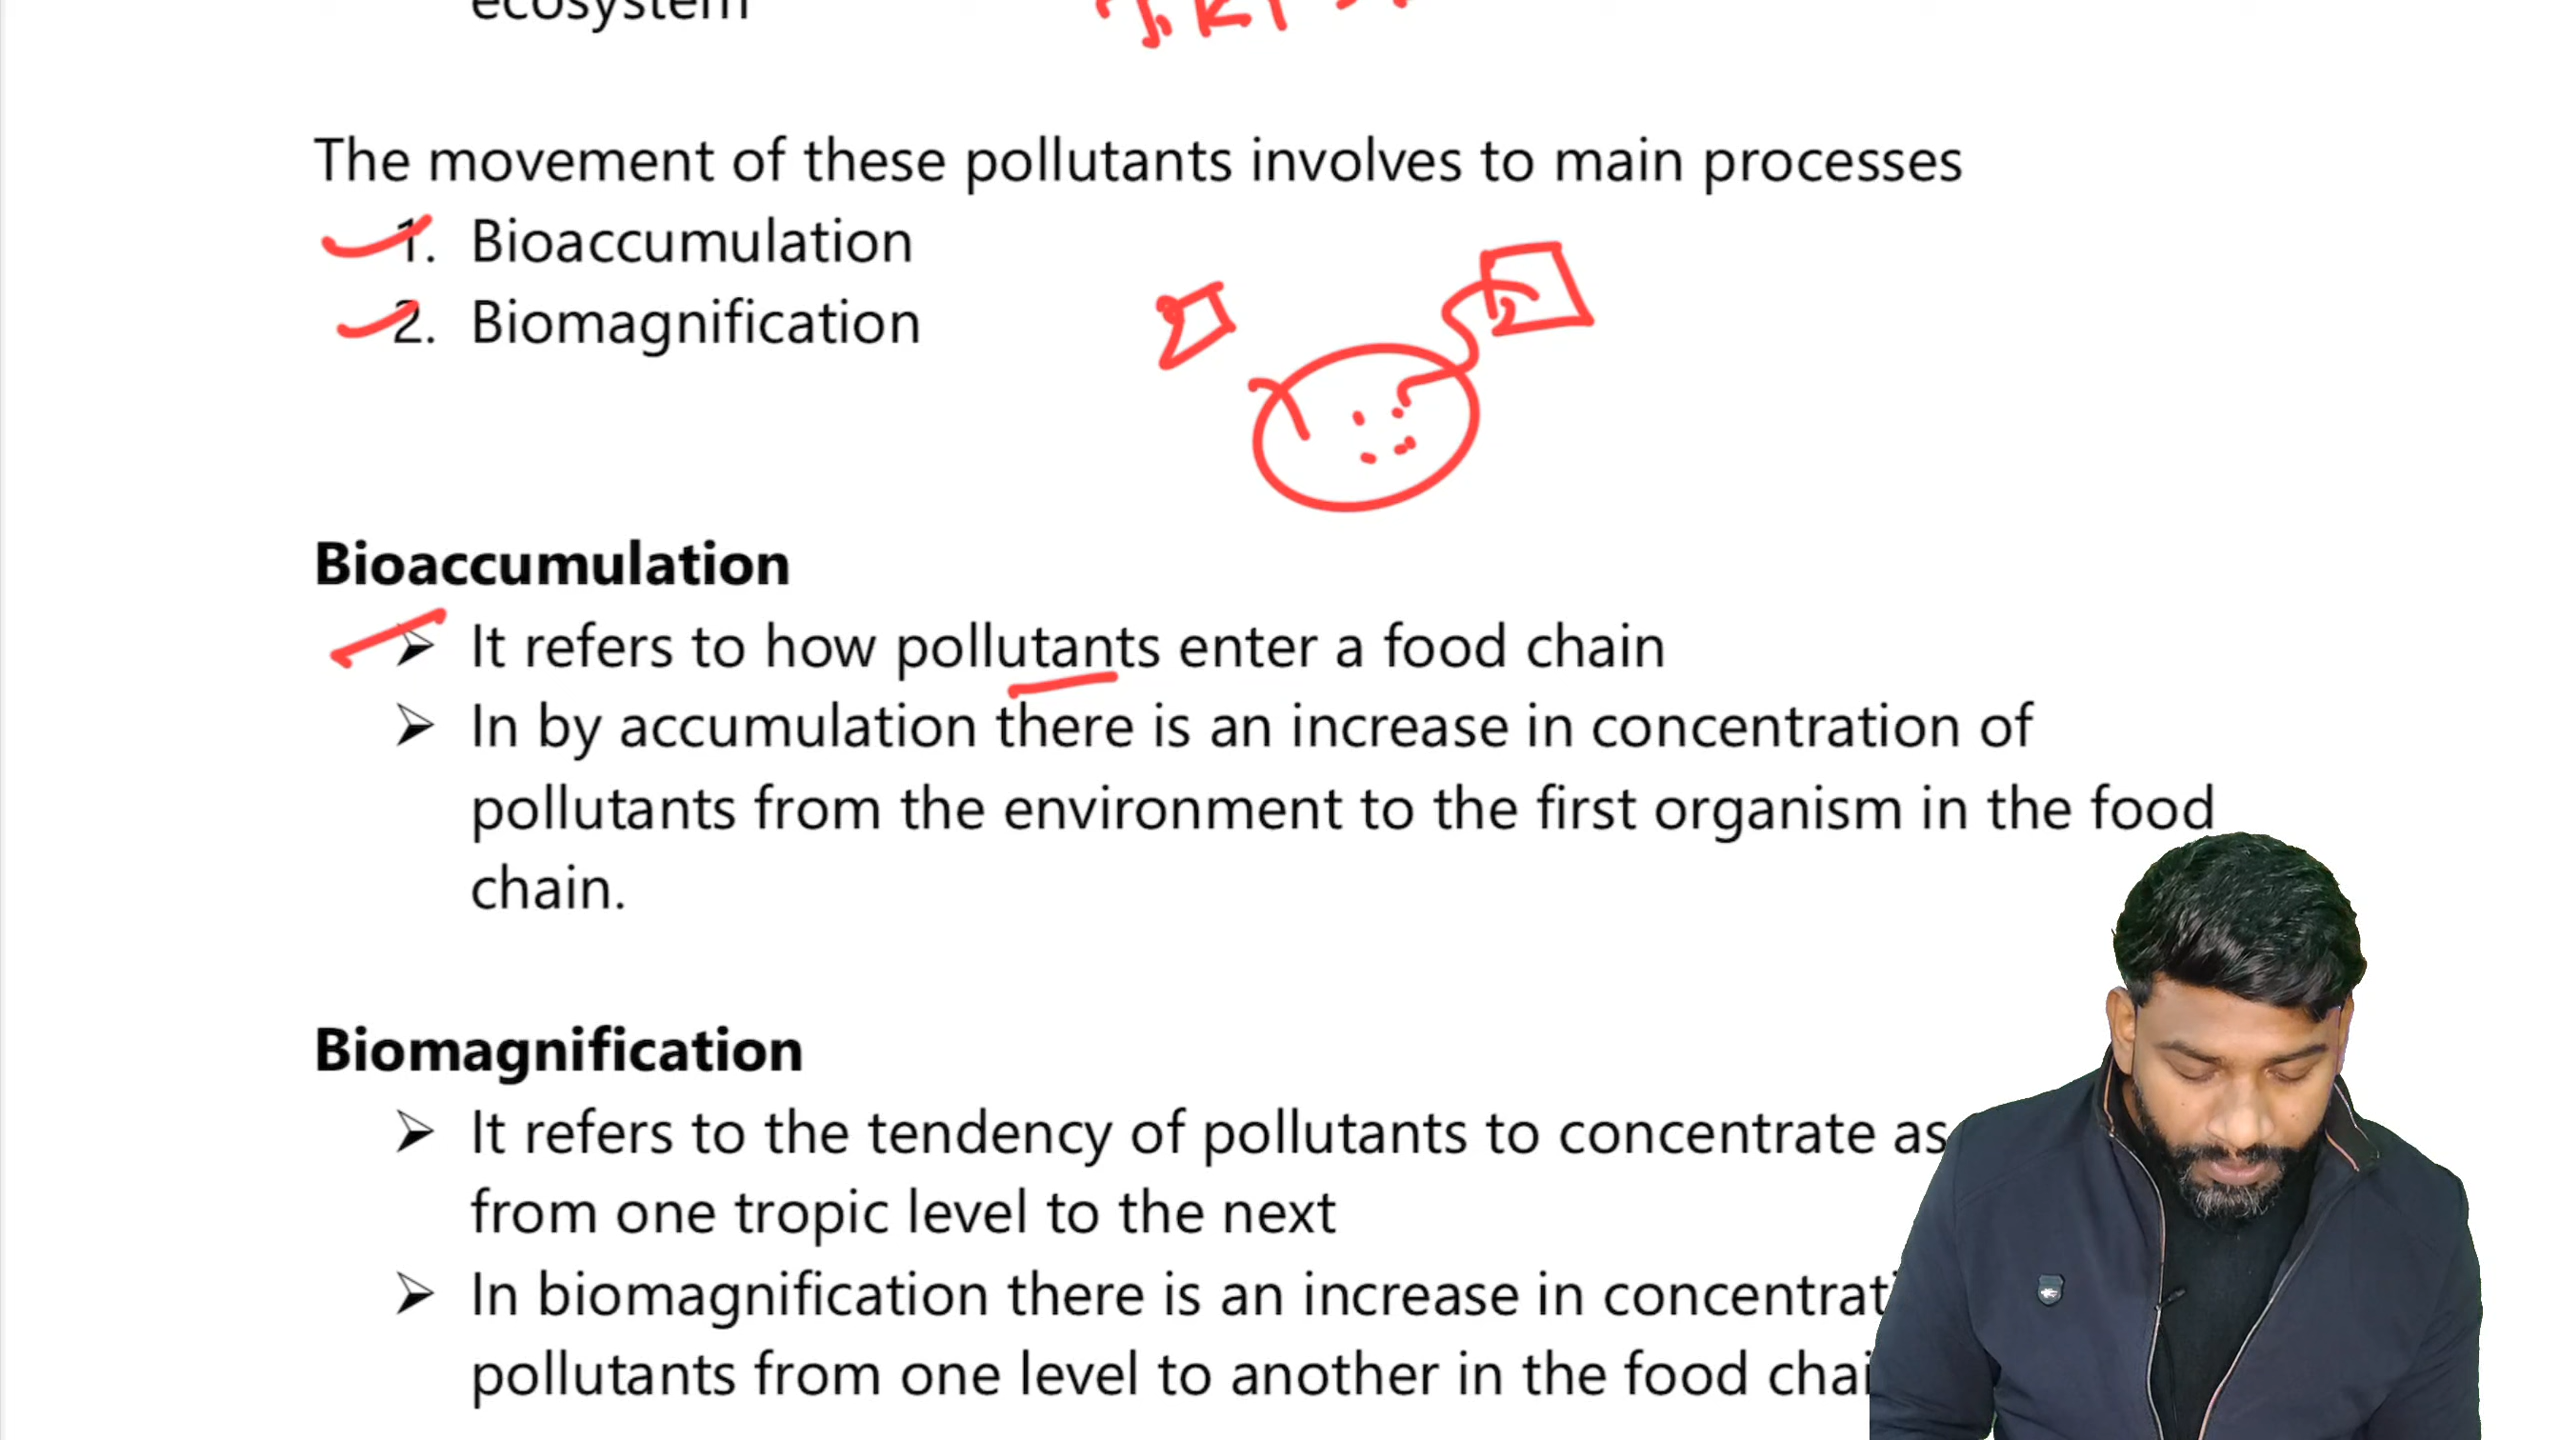 ecosystem
The movement of these pollutants involves to main processes
1. Bioaccumulation
2. Biomagnification
Bioaccumulation
➢ It refers to how pollutants enter a food chain
➢ In by accumulation there is an increase in concentration of
pollutants from the environment to the first organism in the food
chain.
Biomagnification
➢ It refers to the tendency of pollutants to concentrate as
from one tropic level to the next
➢ In biomagnification there is an increase in
pollutants from one level to another in the food